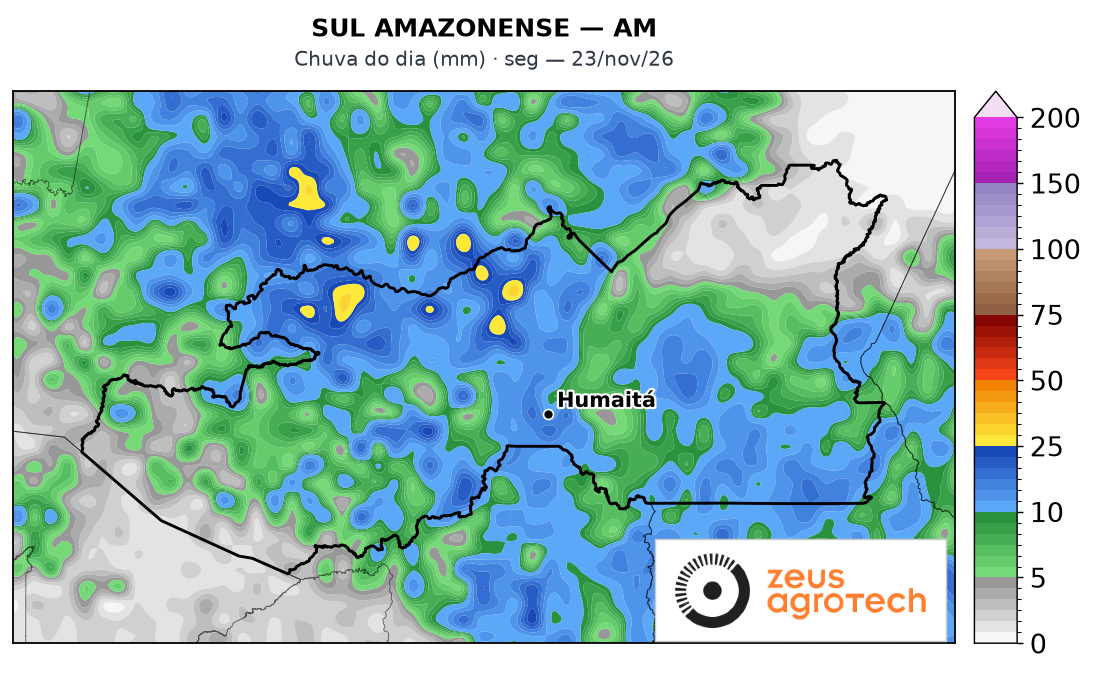 SUL AMAZONENSE — AM
Chuva do dia (mm) · seg — 23/nov/26
200
150
100
75
50
25
10
5
0
Humaitá
zeus
agrotech